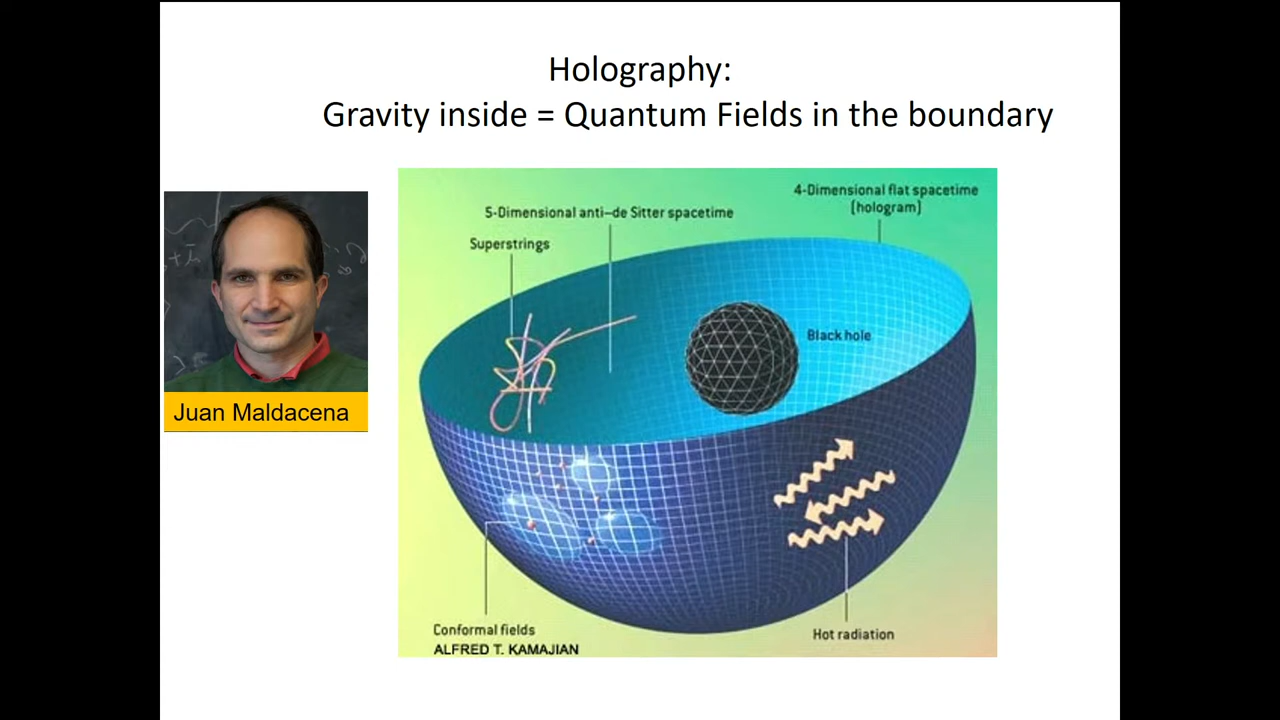 Holography:
Gravity inside = Quantum Fields in the boundary
4-Dimensional flat spacetime
(hologram)
5-Dimensional anti–de Sitter spacetime
Superstrings
Black hole
Juan Maldacena
Conformal fields
ALFRED T. KAMAJIAN
Hot radiation